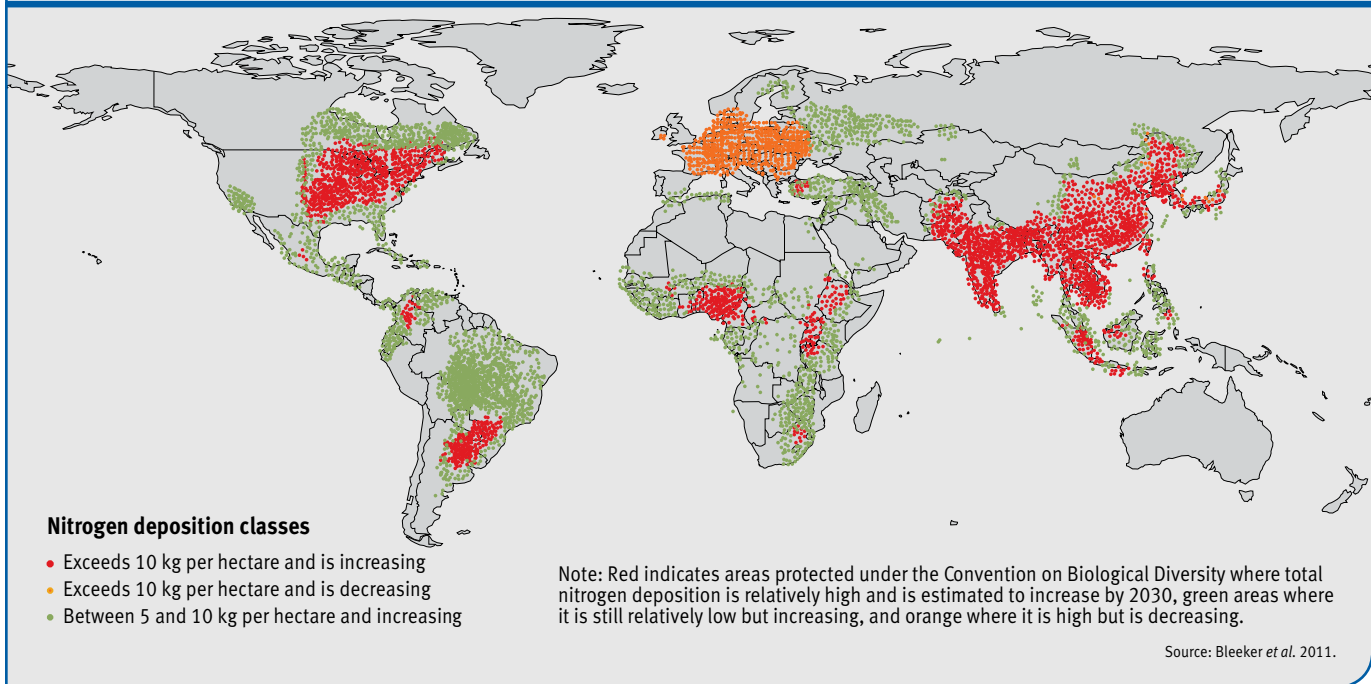 Nitrogen deposition classes
Exceeds 10 kg per hectare and is increasing
Exceeds 10 kg per hectare and is decreasing
Between 5 and 10 kg per hectare and increasing
Note: Red indicates areas protected under the Convention on Biological Diversity where total
nitrogen deposition is relatively high and is estimated to increase by 2030, green areas where
it is still relatively low but increasing, and orange where it is high but is decreasing.
Source: Bleeker et al. 2011.